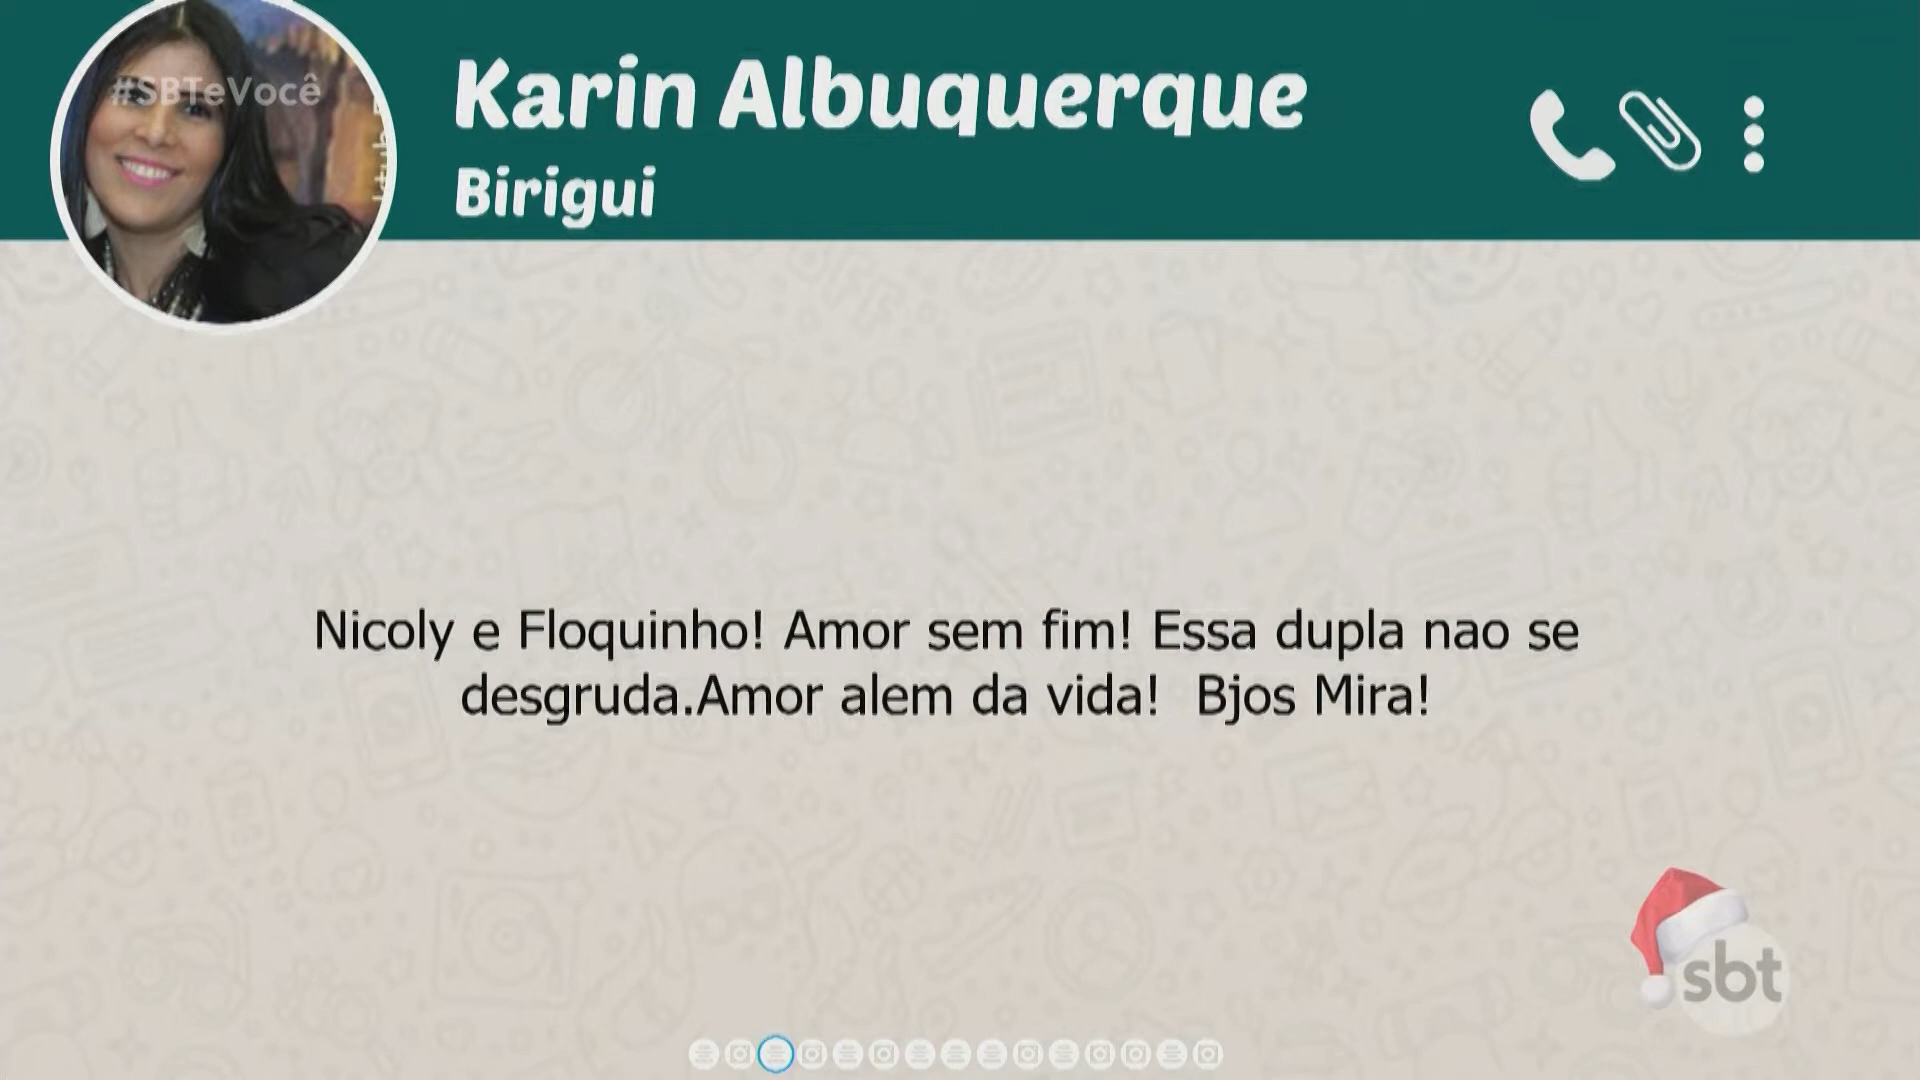 #SBTeVocê
Karin Albuquerque
Birigui
Nicoly e Floquinho! Amor sem fim! Essa dupla nao se
desgruda.Amor alem da vida!  Bjos Mira!
sbt